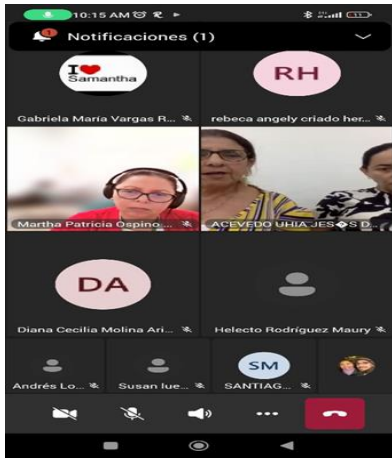 10:15 AM
1
Notificaciones (1)
I
Samantha
RH
Gabriela María Vargas R...
rebeca angely criado her...
Martha Patricia Ospino ...
ACEVEDO UHIA JES�S D...
DA
Diana Cecilia Molina Ari...
Helecto Rodríguez Maury
SM
Andrés Lo...
Susan lue...
SANTIAG...